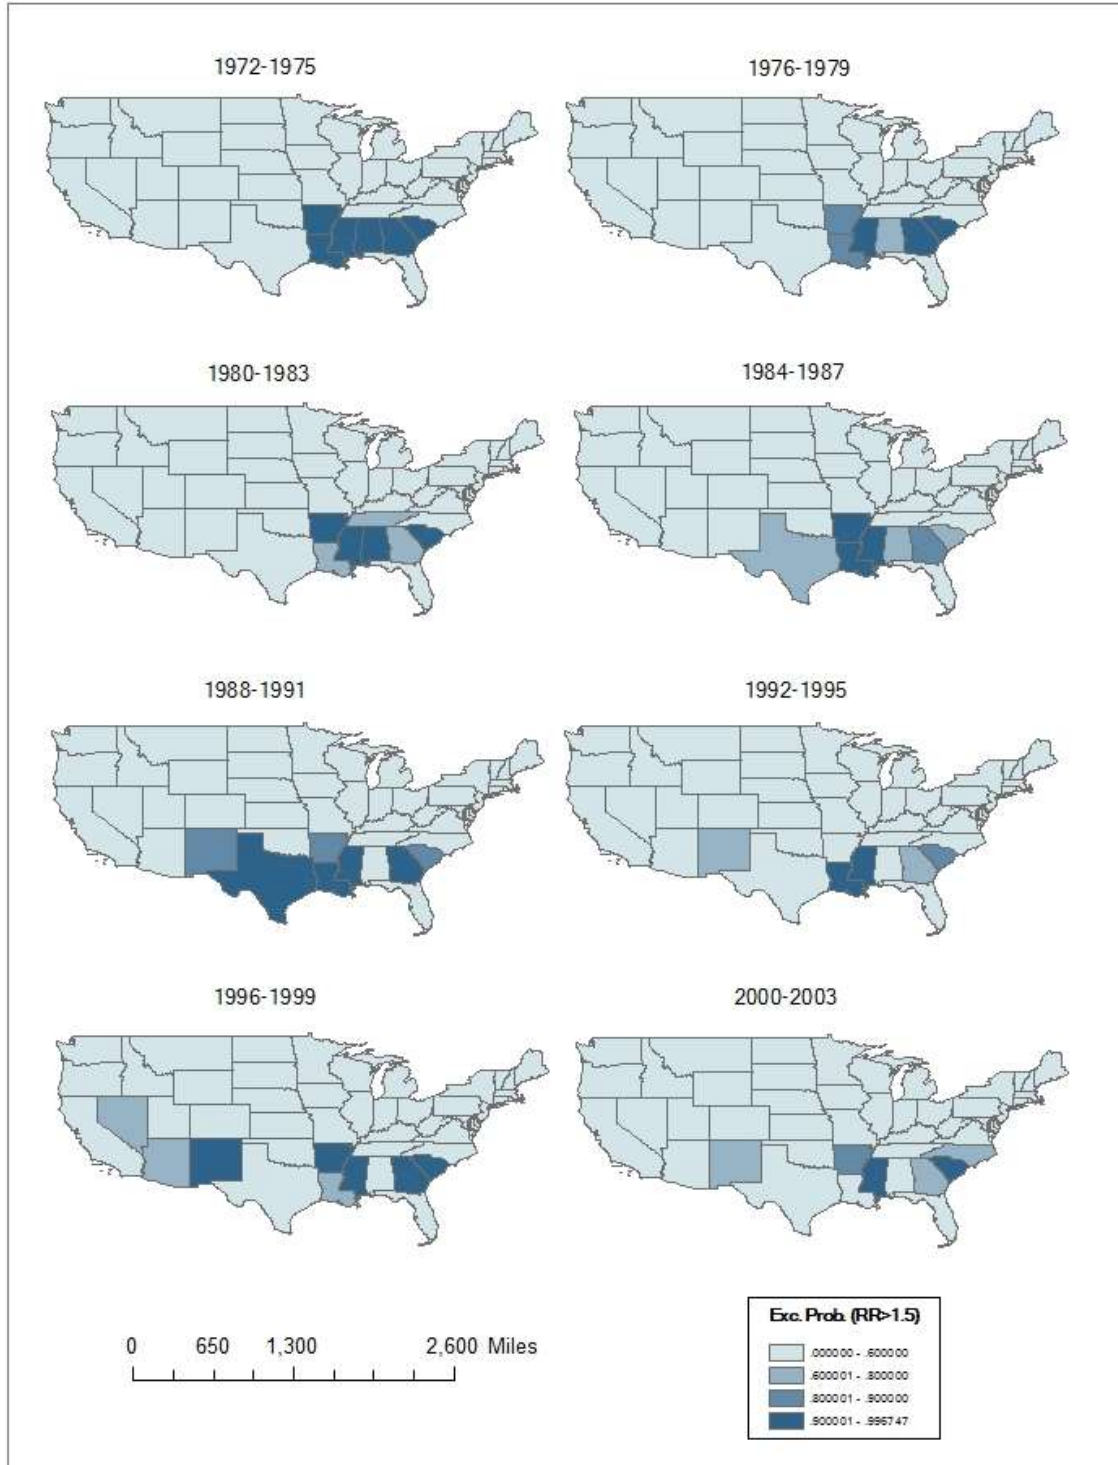 1972-1975
1976-1979
1980-1983
1984-1987
1988-1991
1992-1995
1996-1999
2000-2003
0 650 1,300 2,600 Miles
Exc. Prob. (RR>1.5)
.000000 - .600000
.600001 - .800000
.800001 - .900000
.900001 - .996747